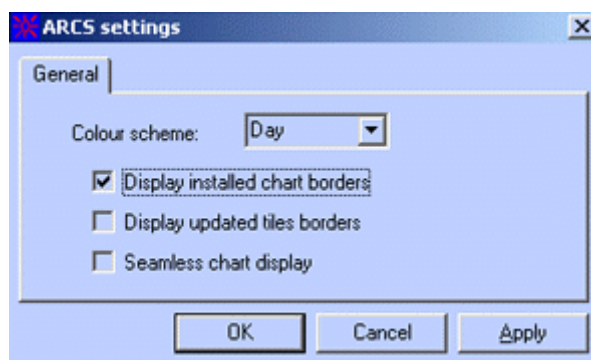 ARCS settings
General
Colour scheme: Day
Display installed chart borders
Display updated tiles borders
Seamless chart display
OK Cancel Apply